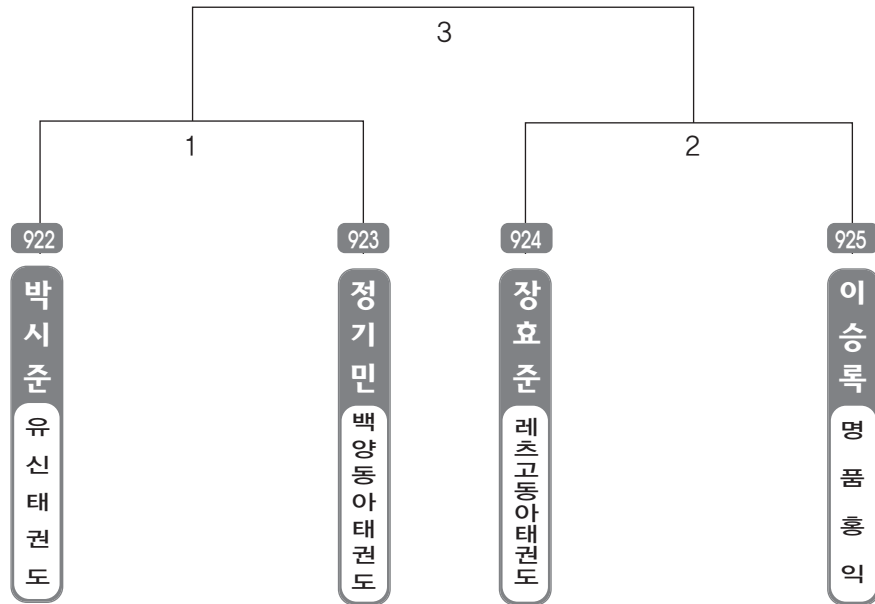 3
1
2
922
923
924
925
박시준
정기민
장효준
이승록
유신태권도
백양동아태권도
레츠고동아태권도
명품홍익